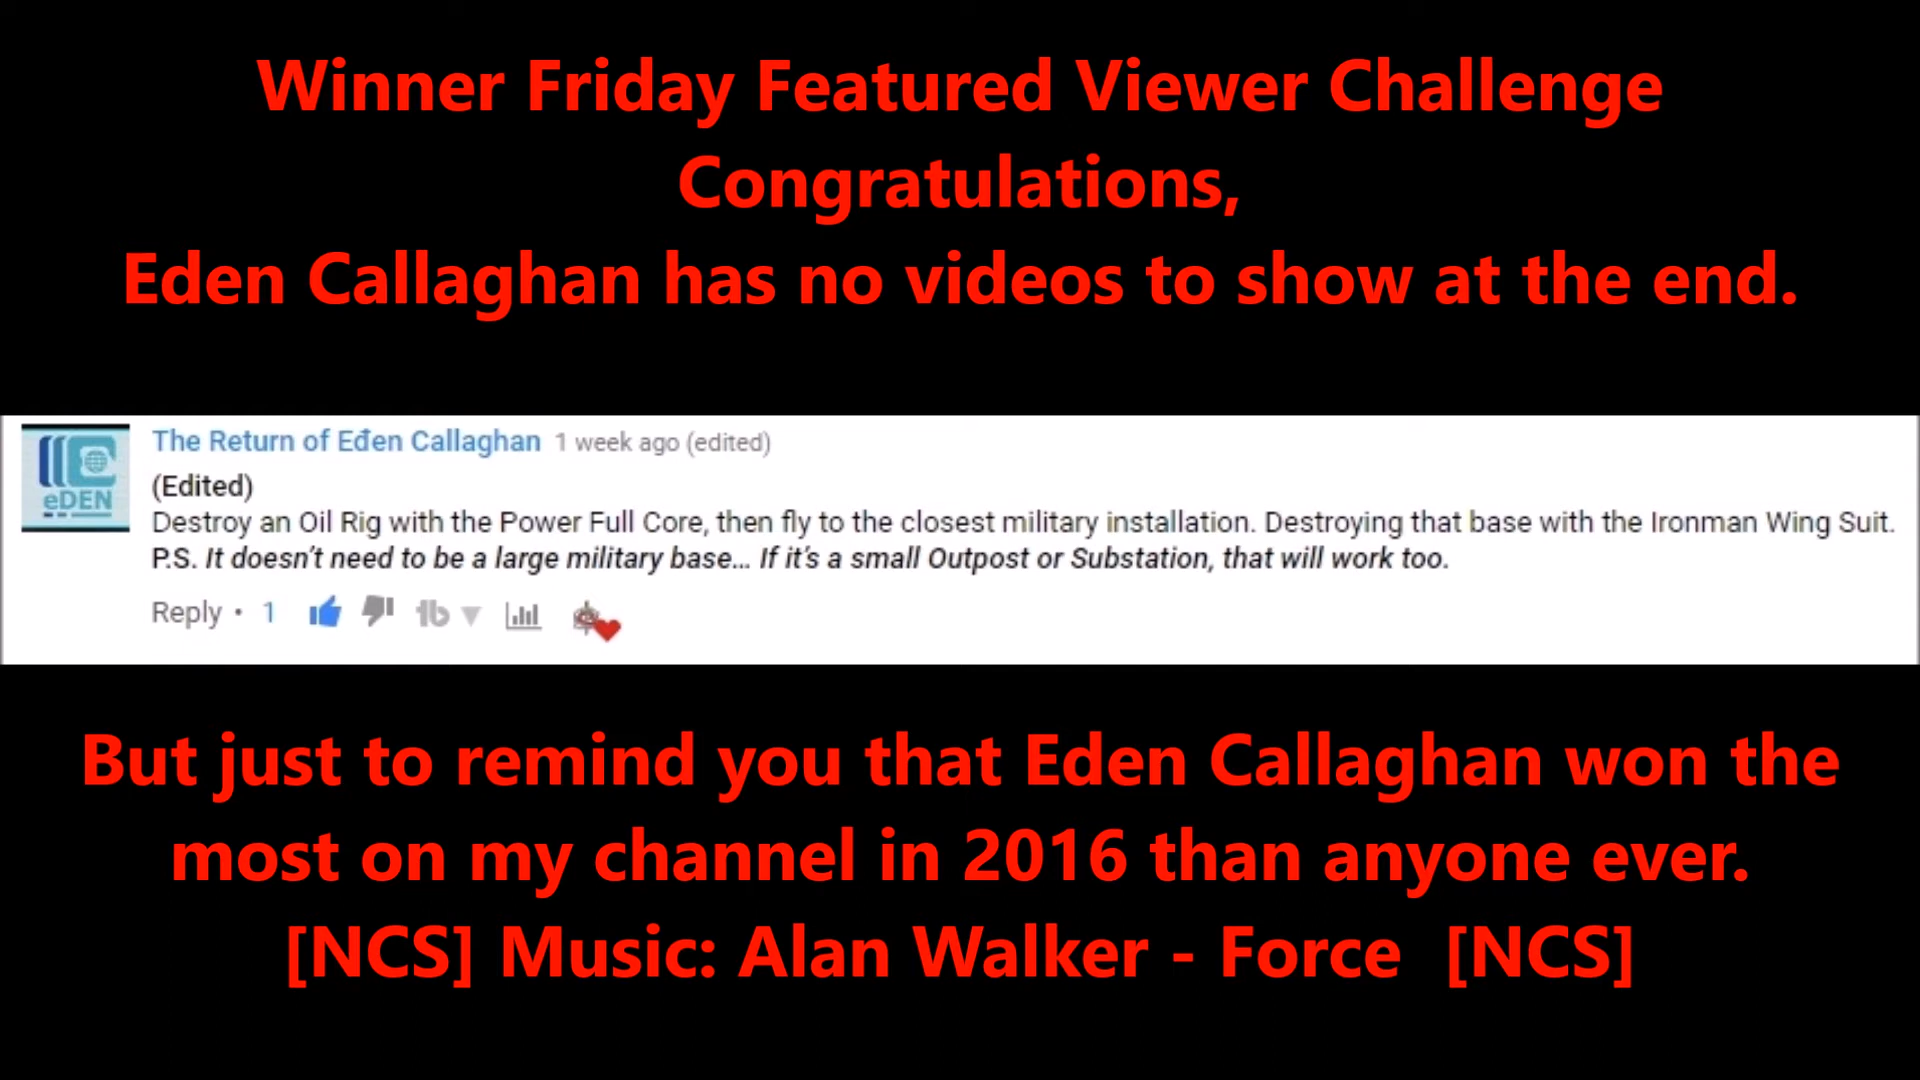 Winner Friday Featured Viewer Challenge
Congratulations,
Eden Callaghan has no videos to show at the end.
The Return of Eđen Callaghan 1 week ago (edited)
(Edited)
Destroy an Oil Rig with the Power Full Core, then fly to the closest military installation. Destroying that base with the Ironman Wing Suit.
P.S. It doesn't need to be a large military base... If it's a small Outpost or Substation, that will work too.
eDEN
Reply • 1
But just to remind you that Eden Callaghan won the
most on my channel in 2016 than anyone ever.
[NCS] Music: Alan Walker - Force [NCS]